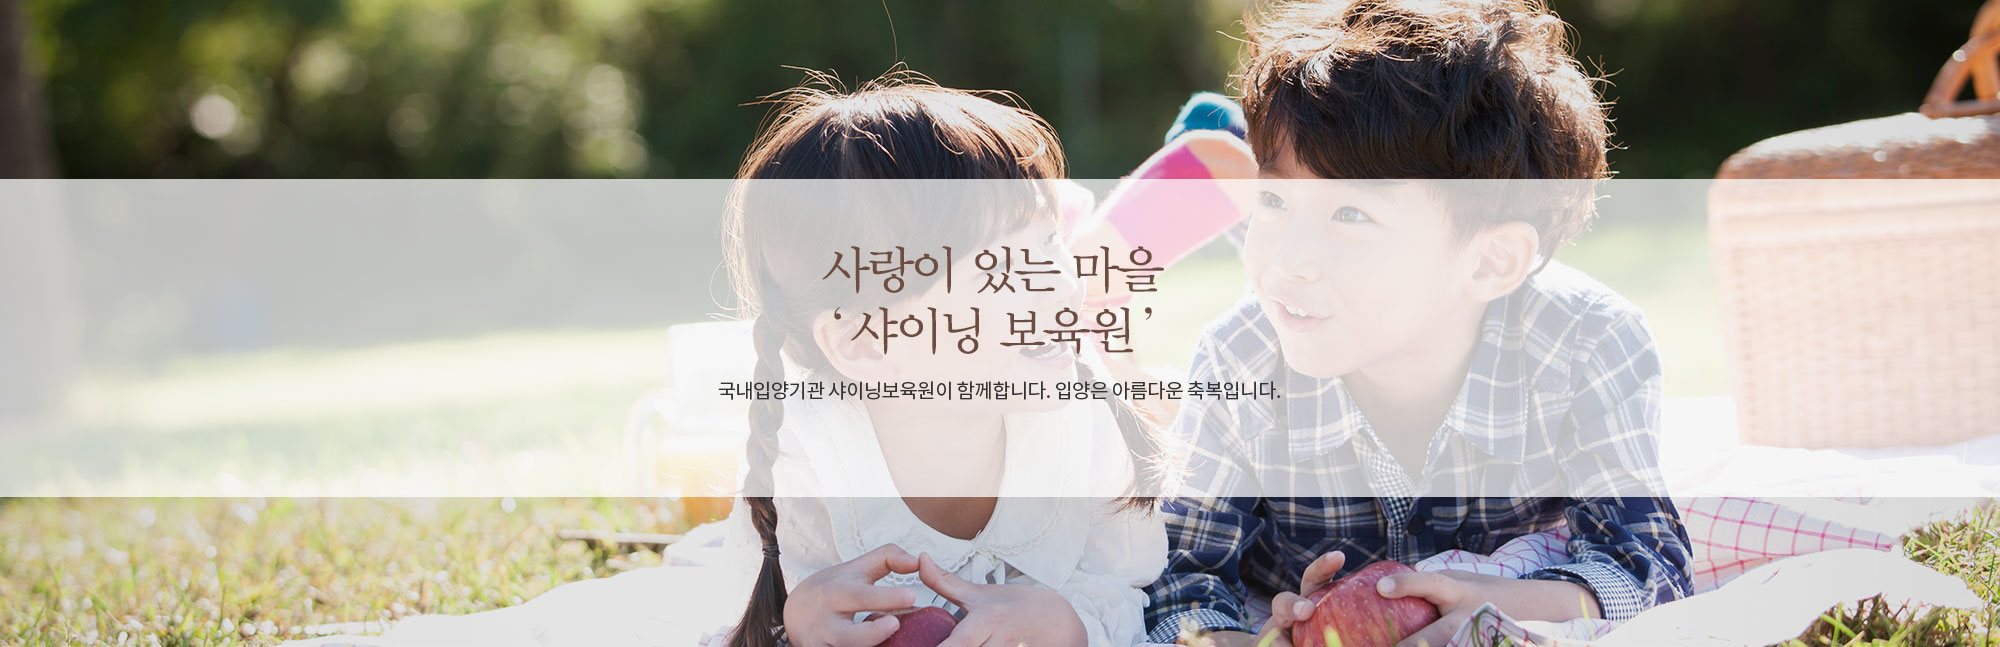 사랑이 있는 마을
‘샤이닝 보육원’
국내입양기관 샤이닝보육원이 함께합니다. 입양은 아름다운 축복입니다.